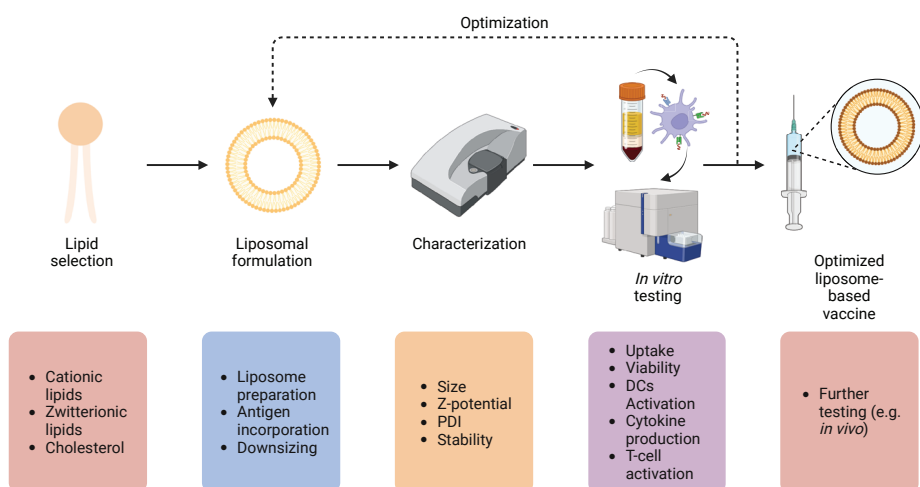 Optimization
Lipid
selection
Liposomal
formulation
Characterization
In vitro
testing
Optimized
liposome-
based
vaccine
• Cationic
lipids
• Zwitterionic
lipids
• Cholesterol
• Liposome
preparation
• Antigen
incorporation
• Downsizing
• Size
• Z-potential
• PDI
• Stability
• Uptake
• Viability
• DCs
Activation
• Cytokine
production
• T-cell
activation
• Further
testing (e.g.
in vivo)